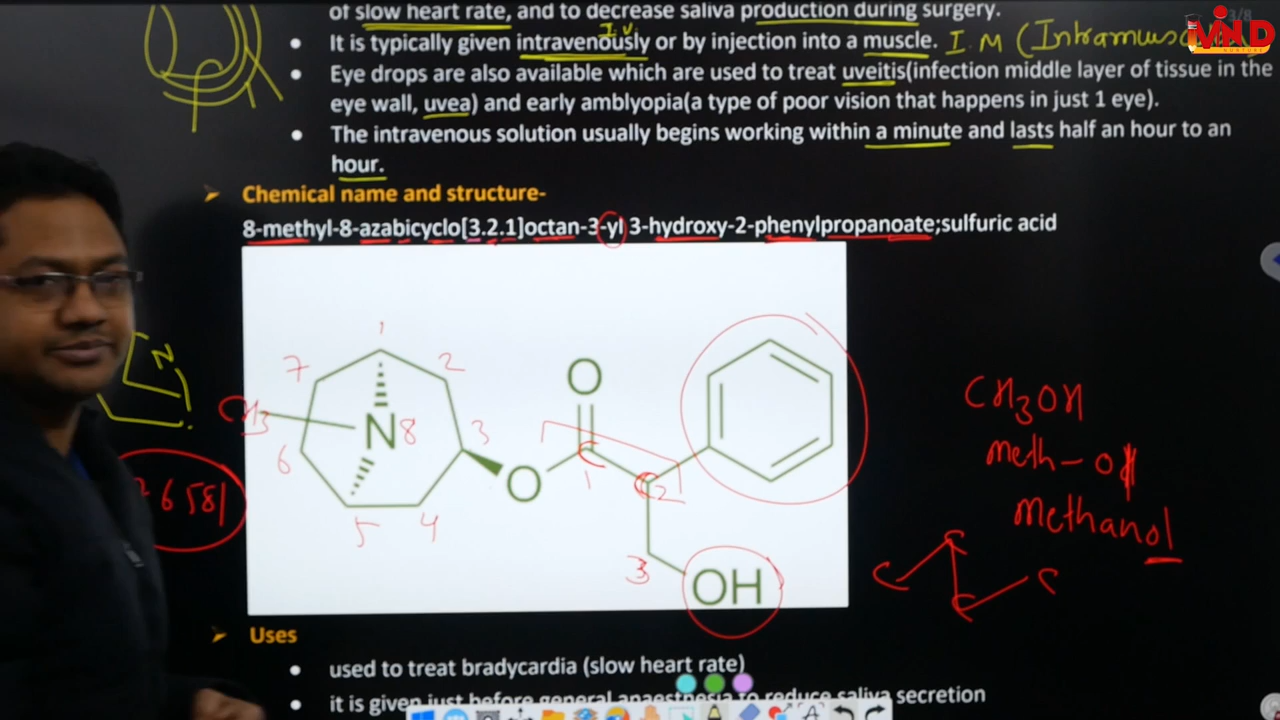 of slow heart rate, and to decrease saliva production during surgery.
I.V
• It is typically given intravenously or by injection into a muscle. I.M (Intramusc
• Eye drops are also available which are used to treat uveitis(infection middle layer of tissue in the
eye wall, uvea) and early amblyopia(a type of poor vision that happens in just 1 eye).
• The intravenous solution usually begins working within a minute and lasts half an hour to an
hour.
Chemical name and structure-
8-methyl-8-azabicyclo[3.2.1]octan-3-yl 3-hydroxy-2-phenylpropanoate;sulfuric acid
1
7 2
N
CH3 N 8 3
6
5 4
O
O
C 1
C 2
3
OH
CH3OH
meth-ol
Methanol
C C
C C
6581
Uses
• used to treat bradycardia (slow heart rate)
• it is given just before general anaesthesia to reduce saliva secretion
3/8
MIND